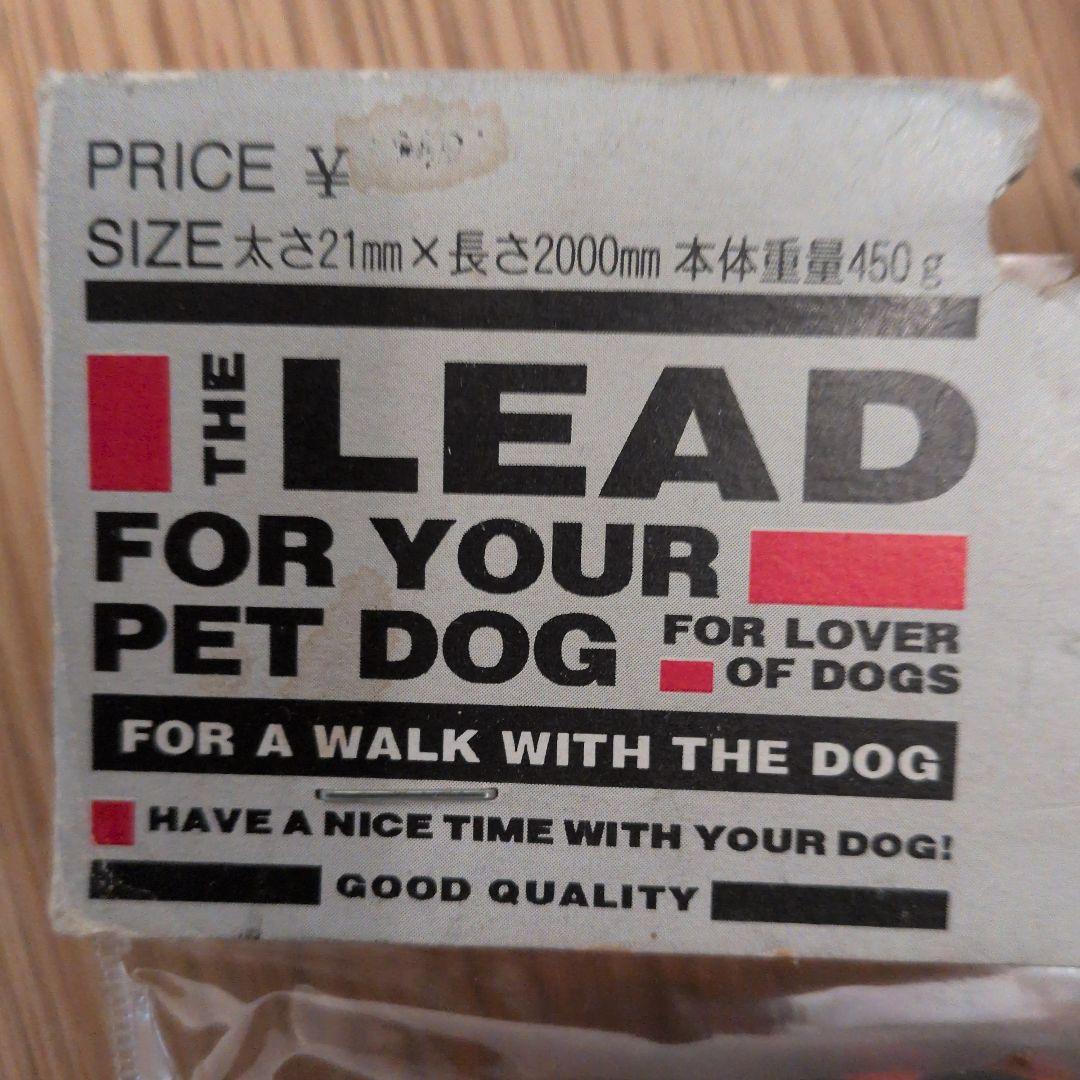 PRICE ¥
SIZE 太さ21mm×長さ2000mm 本体重量450g
THE LEAD
FOR YOUR
PET DOG
FOR LOVER
OF DOGS
FOR A WALK WITH THE DOG
HAVE A NICE TIME WITH YOUR DOG!
GOOD QUALITY